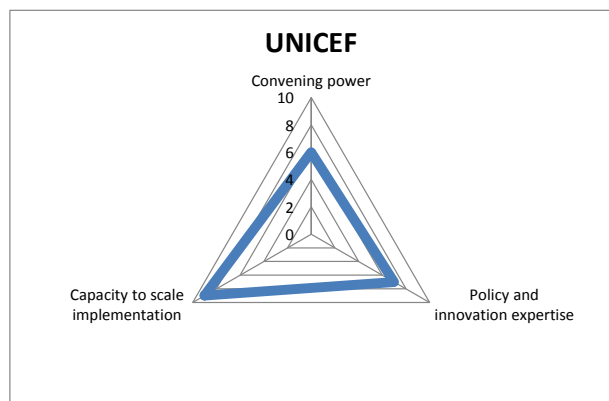 UNICEF
Convening power
10
8
6
4
2
0
Capacity to scale
implementation
Policy and
innovation expertise